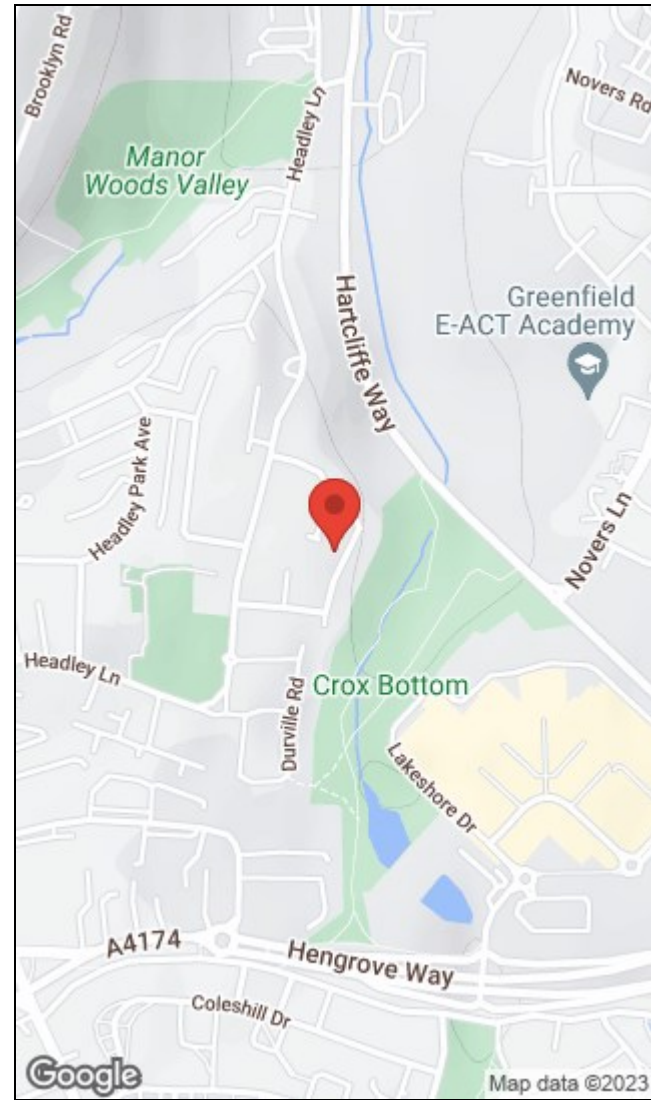 Brooklyn Rd
Novers Rd
Headley Ln
Manor
Woods Valley
Greenfield
E-ACT Academy
Hartcliffe Way
Headley Park Ave
Novers Ln
Headley Ln
Durville Rd
Crox Bottom
Lakeshore Dr
A4174
Hengrove Way
Coleshill Dr
Google
Map data ©2023